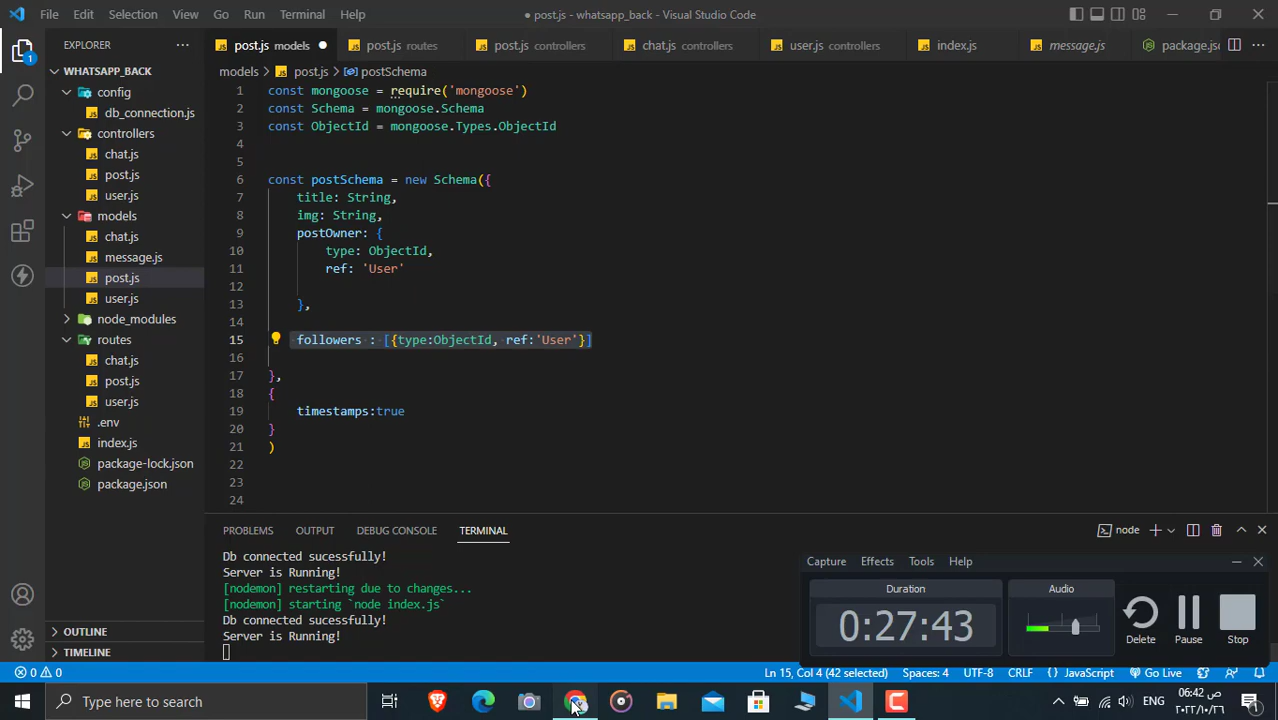 File Edit Selection View Go Run Terminal Help
● post.js - whatsapp_back - Visual Studio Code
EXPLORER
WHATSAPP_BACK
config
db_connection.js
controllers
chat.js
post.js
user.js
models
chat.js
message.js
post.js
user.js
node_modules
routes
chat.js
post.js
user.js
.env
index.js
package-lock.json
package.json
OUTLINE
TIMELINE
post.js models ●
post.js routes
post.js controllers
chat.js controllers
user.js controllers
index.js
message.js
package.jso
models > post.js > postSchema
1 const mongoose = require('mongoose')
2 const Schema = mongoose.Schema
3 const ObjectId = mongoose.Types.ObjectId
4
5
6 const postSchema = new Schema({
7 title: String,
8 img: String,
9 postOwner: {
10 type: ObjectId,
11 ref: 'User'
12
13 },
14
15 followers : [{type:ObjectId, ref:'User'}]
16
17 },
18 {
19 timestamps:true
20 }
21 )
22
23
24
PROBLEMS OUTPUT DEBUG CONSOLE TERMINAL
node
Db connected sucessfully!
Server is Running!
[nodemon] restarting due to changes...
[nodemon] starting `node index.js`
Db connected sucessfully!
Server is Running!
Capture Effects Tools Help
Duration
0:27:43
Audio
Delete Pause Stop
1
0 0
Ln 15, Col 4 (42 selected) Spaces: 4 UTF-8 CRLF JavaScript Go Live
Type here to search
ENG
06:42 ص
٢٠٢٢/١٠/٢٣